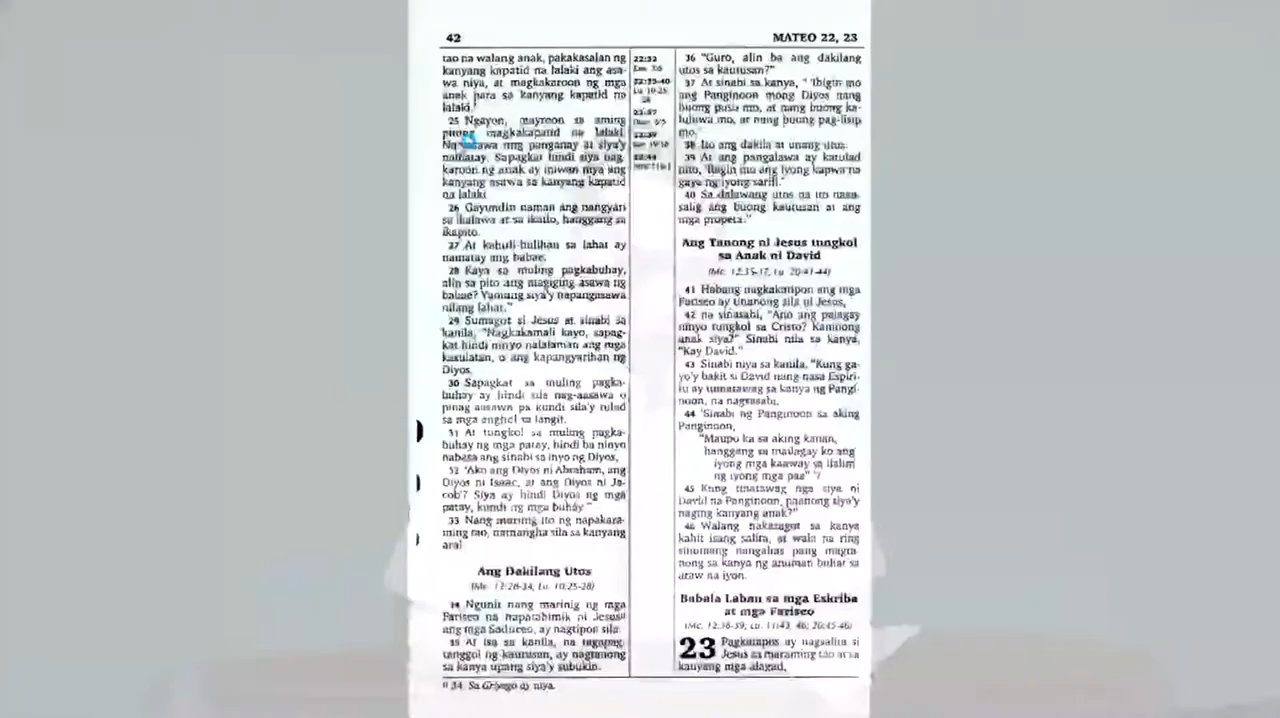 42
MATEO 22, 23
tao na walang anak, pakakasalan ng
kanyang kapatid na lalaki ang asa-
wa niya, at magkakaroon ng mga
anak para sa kanyang kapatid na
lalaki.'
25 Ngayon, mayroon sa aming
pitong magkakapatid na lalaki.
Nag-asawa ang panganay at siya'y
namatay. Sapagkat hindi siya nag-
karoon ng anak ay iniwan niya ang
kanyang asawa sa kanyang kapatid
na lalaki.
26 Gayundin naman ang nangyari
sa ikalawa at sa ikatlo, hanggang sa
ikapito.
27 At kahuli-hulihan sa lahat ay
namatay ang babae.
28 Kaya sa muling pagkabuhay,
alin sa pito ang magiging asawa ng
babae? Yamang siya'y napangasawa
nilang lahat."
29 Sumagot si Jesus at sinabi sa
kanila, "Nagkakamali kayo, sapag-
kat hindi ninyo nalalaman ang mga
kasulatan, o ang kapangyarihan ng
Diyos.
30 Sapagkat sa muling pagka-
buhay ay hindi sila nag-aasawa o
pinag-aasawa pa kundi sila'y tulad
sa mga anghel sa langit.
31 At tungkol sa muling pagka-
buhay ng mga patay, hindi ba ninyo
nabasa ang sinabi sa inyo ng Diyos,
32 'Ako ang Diyos ni Abraham, ang
Diyos ni Isaac, at ang Diyos ni Ja-
cob'? Siya ay hindi Diyos ng mga
patay, kundi ng mga buhay."
33 Nang marinig ito ng napakara-
ming tao, namangha sila sa kanyang
aral
Ang Dakilang Utos
(Mc. 12:28-34; Lu. 10:25-28)
34 Ngunit nang marinig ng mga
Fariseo na napatahimik ni Jesus
ang mga Saduceo, ay nagtipon sila.
35 At isa sa kanila, na tagapag-
tanggol ng kautusan, ay nagtanong
sa kanya upang siya'y subukin.
34 Sa Griyego ay niya.
22:32
22:39
22:44
36 "Guro, alin ba ang dakilang
utos sa kautusan?"
37 At sinabi sa kanya, " 'Ibigin mo
ang Panginoon mong Diyos nang
buong puso mo, at nang buong ka-
luluwa mo, at nang buong pag-iisip
mo.
38 Ito ang dakila at unang utos.
39 At ang pangalawa ay katulad
nito, 'Ibigin mo ang iyong kapwa na
gaya ng iyong sarili.'
40 Sa dalawang utos na ito nasa-
salig ang buong kautusan at ang
mga propeta."
Ang Tanong ni Jesus tungkol
sa Anak ni David
(Mc. 12:35-37; Lu. 20:41-44)
41 Habang nagkakatipon ang mga
Fariseo ay tinanong sila ni Jesus,
42 na sinasabi, "Ano ang palagay
ninyo tungkol sa Cristo? Kaninong
anak siya?" Sinabi nila sa kanya,
"Kay David."
43 Sinabi niya sa kanila, "Kung ga-
yo'y bakit si David nang nasa Espiri-
tu ay tumatawag sa kanya ng Pangi-
noon, na nagsasabi,
44 'Sinabi ng Panginoon sa aking
Panginoon,
"Maupo ka sa aking kanan,
hanggang sa mailagay ko ang
iyong mga kaaway sa ilalim
ng iyong mga paa" '?
45 Kung tinatawag nga siya ni
David na Panginoon, paanong siya'y
naging kanyang anak?"
46 Walang nakasagot sa kanya
kahit isang salita, at wala na ring
sinumang nangahas pang magta-
nong sa kanya ng anuman buhat sa
araw na iyon.
Babala Laban sa mga Eskriba
at mga Fariseo
(Mc. 12:38-39; Lu. 11:43, 46; 20:45-46)
23 Pagkatapos ay nagsalita si
Jesus sa maraming tao at sa
kanyang mga alagad,